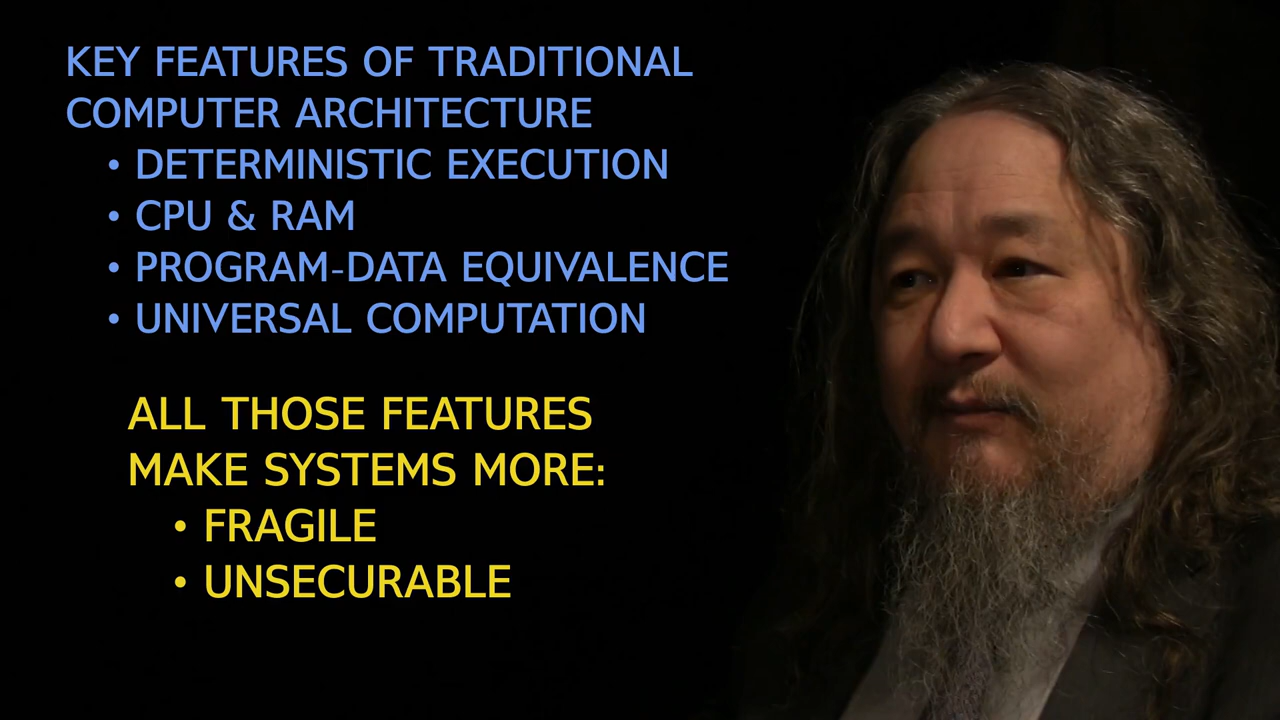 KEY FEATURES OF TRADITIONAL
COMPUTER ARCHITECTURE
• DETERMINISTIC EXECUTION
• CPU & RAM
• PROGRAM-DATA EQUIVALENCE
• UNIVERSAL COMPUTATION
ALL THOSE FEATURES
MAKE SYSTEMS MORE:
• FRAGILE
• UNSECURABLE